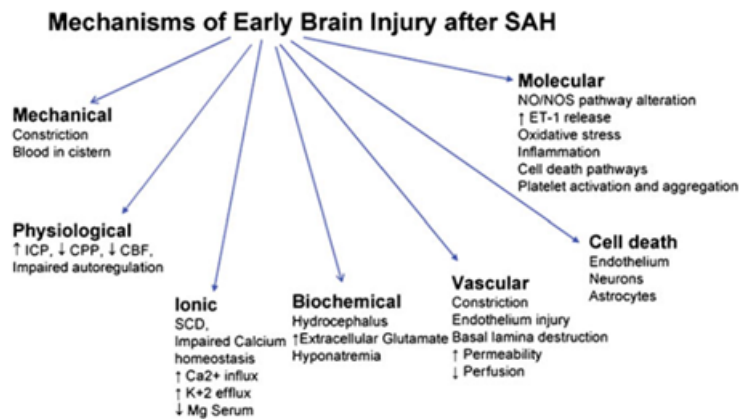 Mechanisms of Early Brain Injury after SAH
Mechanical
Constriction
Blood in cistern
Physiological
↑ ICP, ↓ CPP, ↓ CBF,
Impaired autoregulation
Ionic
SCD,
Impaired Calcium
homeostasis
↑ Ca2+ influx
↑ K+2 efflux
↓ Mg Serum
Biochemical
Hydrocephalus
↑Extracellular Glutamate
Hyponatremia
Vascular
Constriction
Endothelium injury
Basal lamina destruction
↑ Permeability
↓ Perfusion
Cell death
Endothelium
Neurons
Astrocytes
Molecular
NO/NOS pathway alteration
↑ ET-1 release
Oxidative stress
Inflammation
Cell death pathways
Platelet activation and aggregation